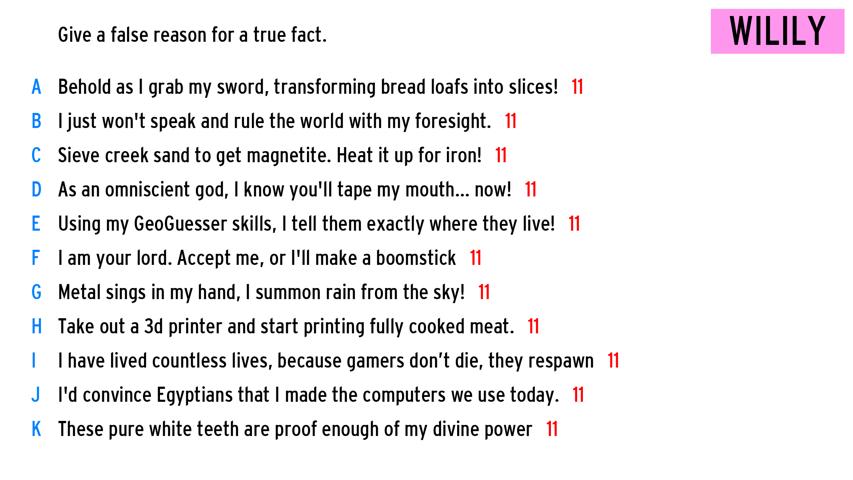 Give a false reason for a true fact.
WILILY
A Behold as I grab my sword, transforming bread loafs into slices! 11
B I just won't speak and rule the world with my foresight. 11
C Sieve creek sand to get magnetite. Heat it up for iron! 11
D As an omniscient god, I know you'll tape my mouth... now! 11
E Using my GeoGuesser skills, I tell them exactly where they live! 11
F I am your lord. Accept me, or I'll make a boomstick 11
G Metal sings in my hand, I summon rain from the sky! 11
H Take out a 3d printer and start printing fully cooked meat. 11
I I have lived countless lives, because gamers don’t die, they respawn 11
J I'd convince Egyptians that I made the computers we use today. 11
K These pure white teeth are proof enough of my divine power 11